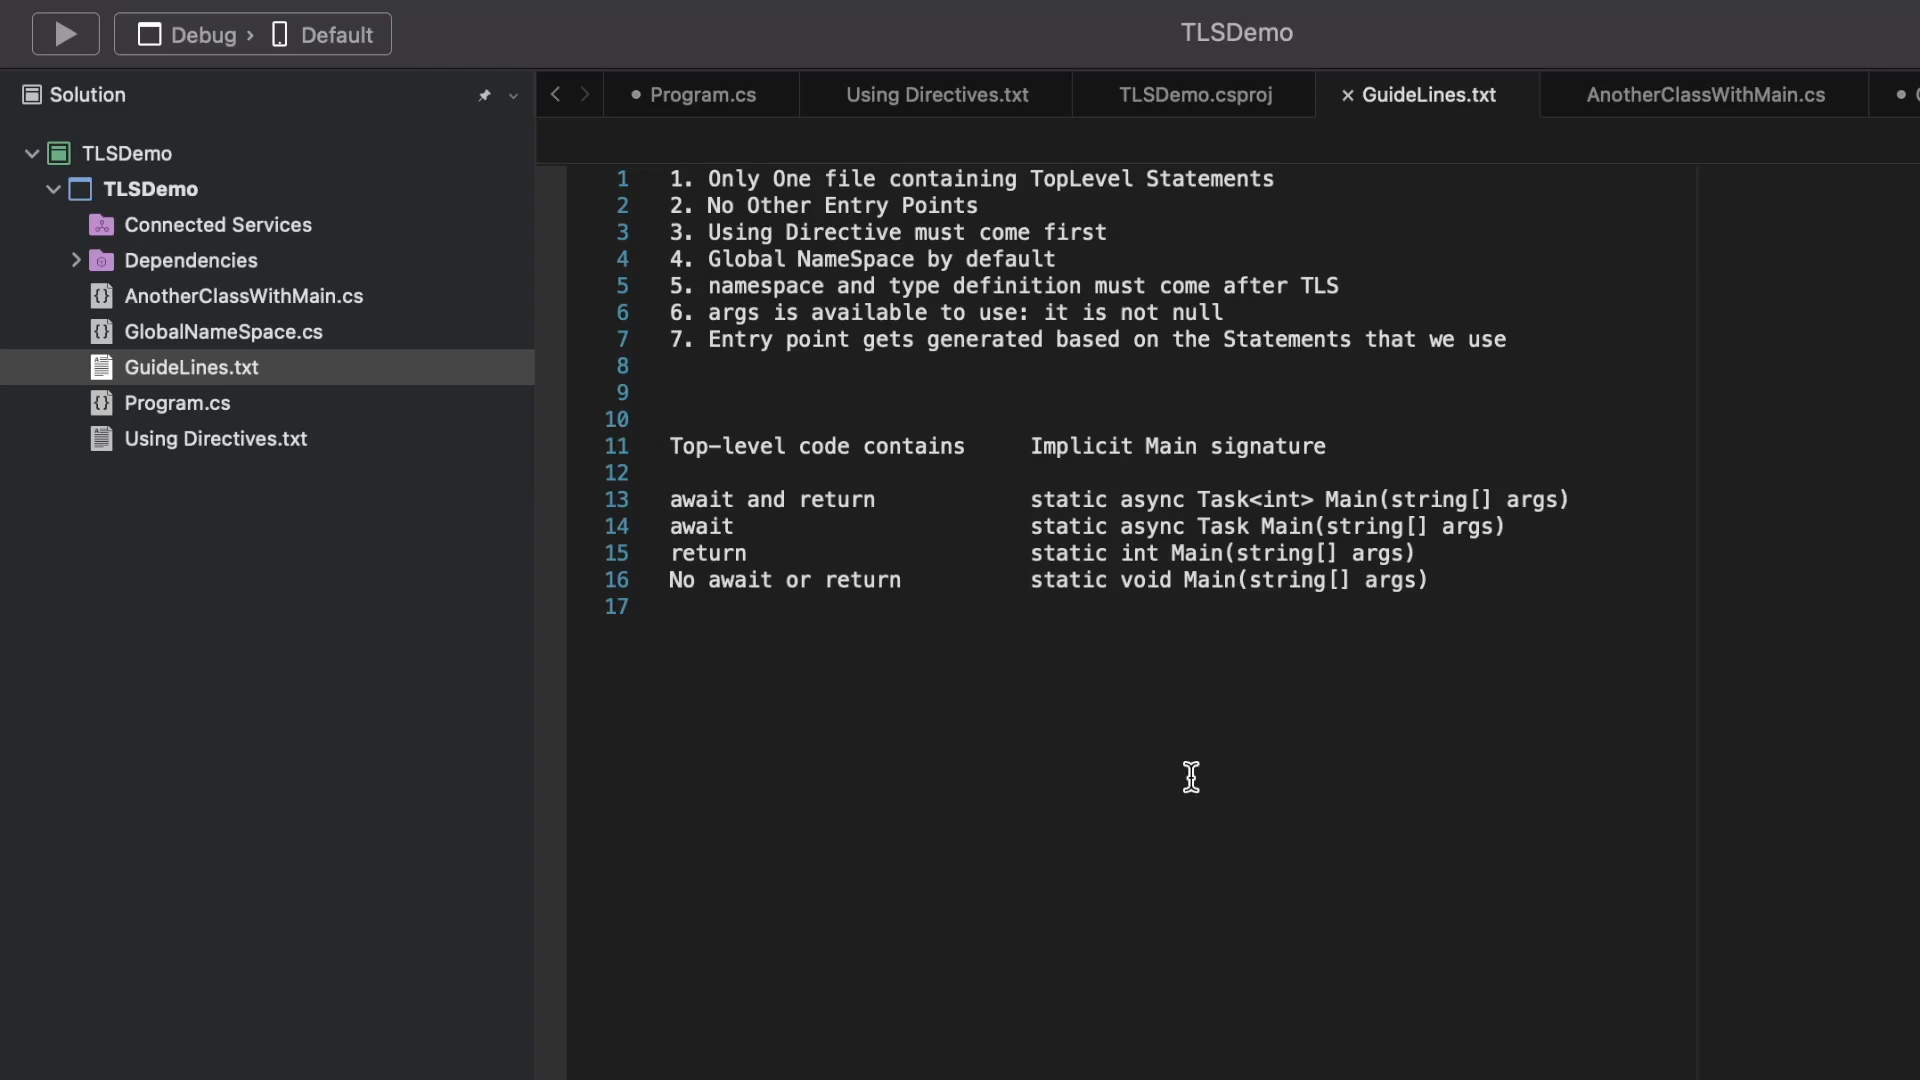 Debug › Default
TLSDemo
Solution
Program.cs
Using Directives.txt
TLSDemo.csproj
GuideLines.txt
AnotherClassWithMain.cs
TLSDemo
TLSDemo
Connected Services
Dependencies
AnotherClassWithMain.cs
GlobalNameSpace.cs
GuideLines.txt
Program.cs
Using Directives.txt
1 1. Only One file containing TopLevel Statements
2 2. No Other Entry Points
3 3. Using Directive must come first
4 4. Global NameSpace by default
5 5. namespace and type definition must come after TLS
6 6. args is available to use: it is not null
7 7. Entry point gets generated based on the Statements that we use
8
9
10
11 Top-level code contains Implicit Main signature
12
13 await and return static async Task<int> Main(string[] args)
14 await static async Task Main(string[] args)
15 return static int Main(string[] args)
16 No await or return static void Main(string[] args)
17